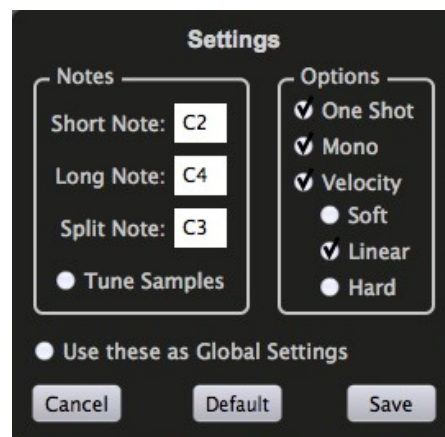 Settings
Notes
Short Note: C2
Long Note: C4
Split Note: C3
Tune Samples
Options
One Shot
Mono
Velocity
Soft
Linear
Hard
Use these as Global Settings
Cancel Default Save